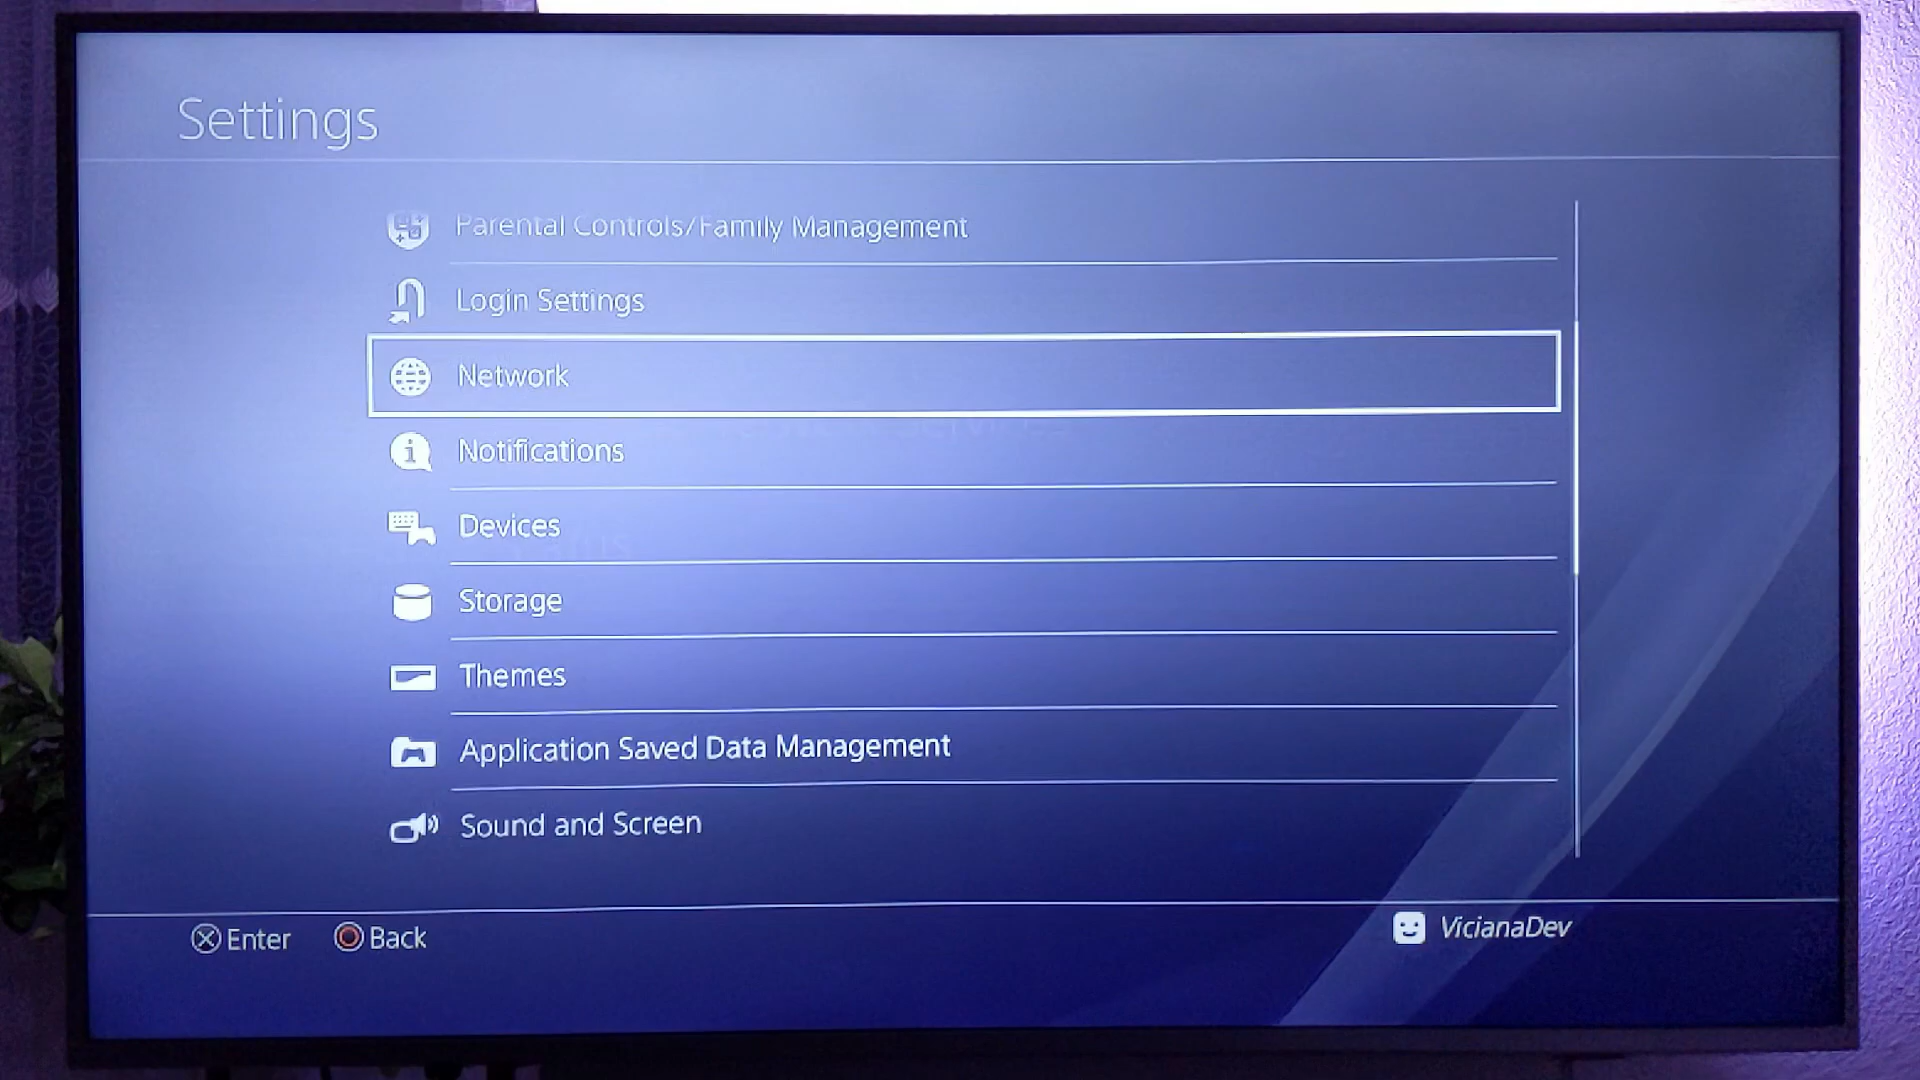 Settings
Parental Controls/Family Management
Login Settings
Network
Notifications
Devices
Storage
Themes
Application Saved Data Management
Sound and Screen
Enter
Back
VicianaDev